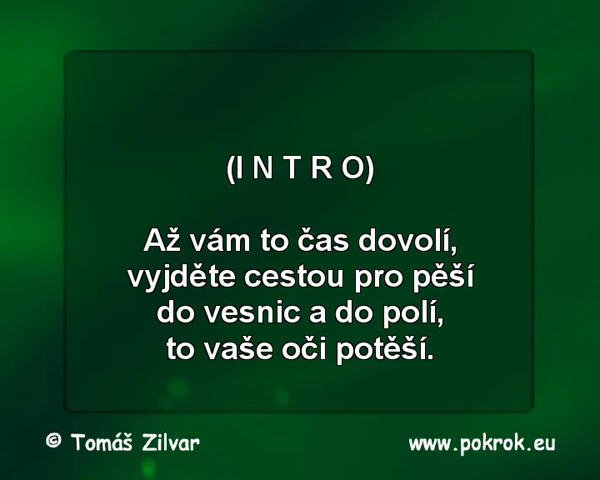 (I N T R O)
Až vám to čas dovolí,
vyjděte cestou pro pěší
do vesnic a do polí,
to vaše oči potěší.
© Tomáš Zilvar
www.pokrok.eu